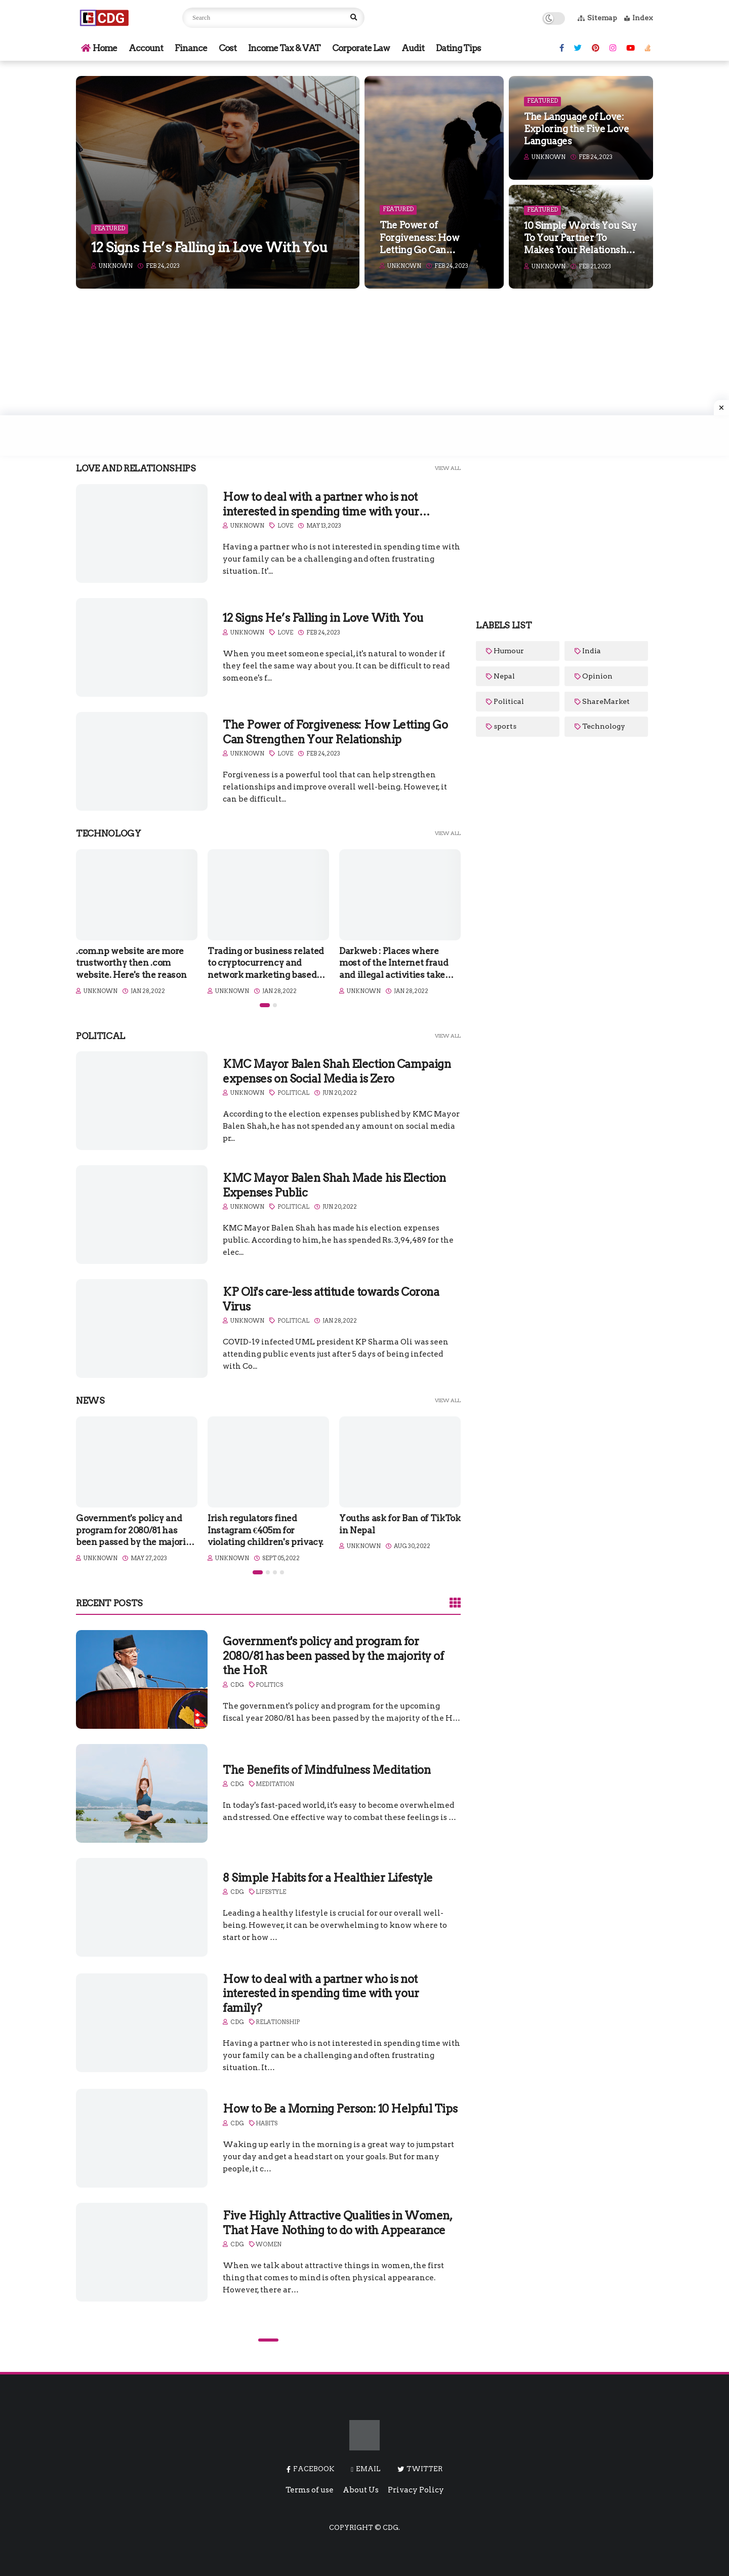 CDG
Search
Sitemap
Index
Home
Account
Finance
Cost
Income Tax & VAT
Corporate Law
Audit
Dating Tips
FEATURED
12 Signs He’s Falling in Love With You
UNKNOWN FEB 24, 2023
FEATURED
The Power of
Forgiveness: How
Letting Go Can…
UNKNOWN FEB 24, 2023
FEATURED
The Language of Love:
Exploring the Five Love
Languages
UNKNOWN FEB 24, 2023
FEATURED
10 Simple Words You Say
To Your Partner To
Makes Your Relationsh…
UNKNOWN FEB 21, 2023
LOVE AND RELATIONSHIPS
VIEW ALL
How to deal with a partner who is not
interested in spending time with your…
UNKNOWN LOVE MAY 13, 2023
Having a partner who is not interested in spending time with
your family can be a challenging and often frustrating
situation. It'...
12 Signs He’s Falling in Love With You
UNKNOWN LOVE FEB 24, 2023
When you meet someone special, it's natural to wonder if
they feel the same way about you. It can be difficult to read
someone's f...
The Power of Forgiveness: How Letting Go
Can Strengthen Your Relationship
UNKNOWN LOVE FEB 24, 2023
Forgiveness is a powerful tool that can help strengthen
relationships and improve overall well-being. However, it
can be difficult...
LABELS LIST
Humour
India
Nepal
Opinion
Political
ShareMarket
sports
Technology
TECHNOLOGY
VIEW ALL
.com.np website are more
trustworthy then .com
website. Here's the reason
UNKNOWN JAN 28, 2022
Trading or business related
to cryptocurrency and
network marketing based…
UNKNOWN JAN 28, 2022
Darkweb : Places where
most of the Internet fraud
and illegal activities take…
UNKNOWN JAN 28, 2022
POLITICAL
VIEW ALL
KMC Mayor Balen Shah Election Campaign
expenses on Social Media is Zero
UNKNOWN POLITICAL JUN 20, 2022
According to the election expenses published by KMC Mayor
Balen Shah, he has not spended any amount on social media
pr...
KMC Mayor Balen Shah Made his Election
Expenses Public
UNKNOWN POLITICAL JUN 20, 2022
KMC Mayor Balen Shah has made his election expenses
public. According to him, he has spended Rs. 3,94,489 for the
elec...
KP Oli's care-less attitude towards Corona
Virus
UNKNOWN POLITICAL JAN 28, 2022
COVID-19 infected UML president KP Sharma Oli was seen
attending public events just after 5 days of being infected
with Co...
NEWS
VIEW ALL
Government's policy and
program for 2080/81 has
been passed by the majori…
UNKNOWN MAY 27, 2023
Irish regulators fined
Instagram €405m for
violating children's privacy.
UNKNOWN SEPT 05, 2022
Youths ask for Ban of TikTok
in Nepal
UNKNOWN AUG 30, 2022
RECENT POSTS
Government's policy and program for
2080/81 has been passed by the majority of
the HoR
CDG POLITICS
The government's policy and program for the upcoming
fiscal year 2080/81 has been passed by the majority of the H…
The Benefits of Mindfulness Meditation
CDG MEDITATION
In today's fast-paced world, it's easy to become overwhelmed
and stressed. One effective way to combat these feelings is …
8 Simple Habits for a Healthier Lifestyle
CDG LIFESTYLE
Leading a healthy lifestyle is crucial for our overall well-
being. However, it can be overwhelming to know where to
start or how …
How to deal with a partner who is not
interested in spending time with your
family?
CDG RELATIONSHIP
Having a partner who is not interested in spending time with
your family can be a challenging and often frustrating
situation. It…
How to Be a Morning Person: 10 Helpful Tips
CDG HABITS
Waking up early in the morning is a great way to jumpstart
your day and get a head start on your goals. But for many
people, it c…
Five Highly Attractive Qualities in Women,
That Have Nothing to do with Appearance
CDG WOMEN
When we talk about attractive things in women, the first
thing that comes to mind is often physical appearance.
However, there ar…
FACEBOOK
EMAIL
TWITTER
Terms of use
About Us
Privacy Policy
COPYRIGHT © CDG.